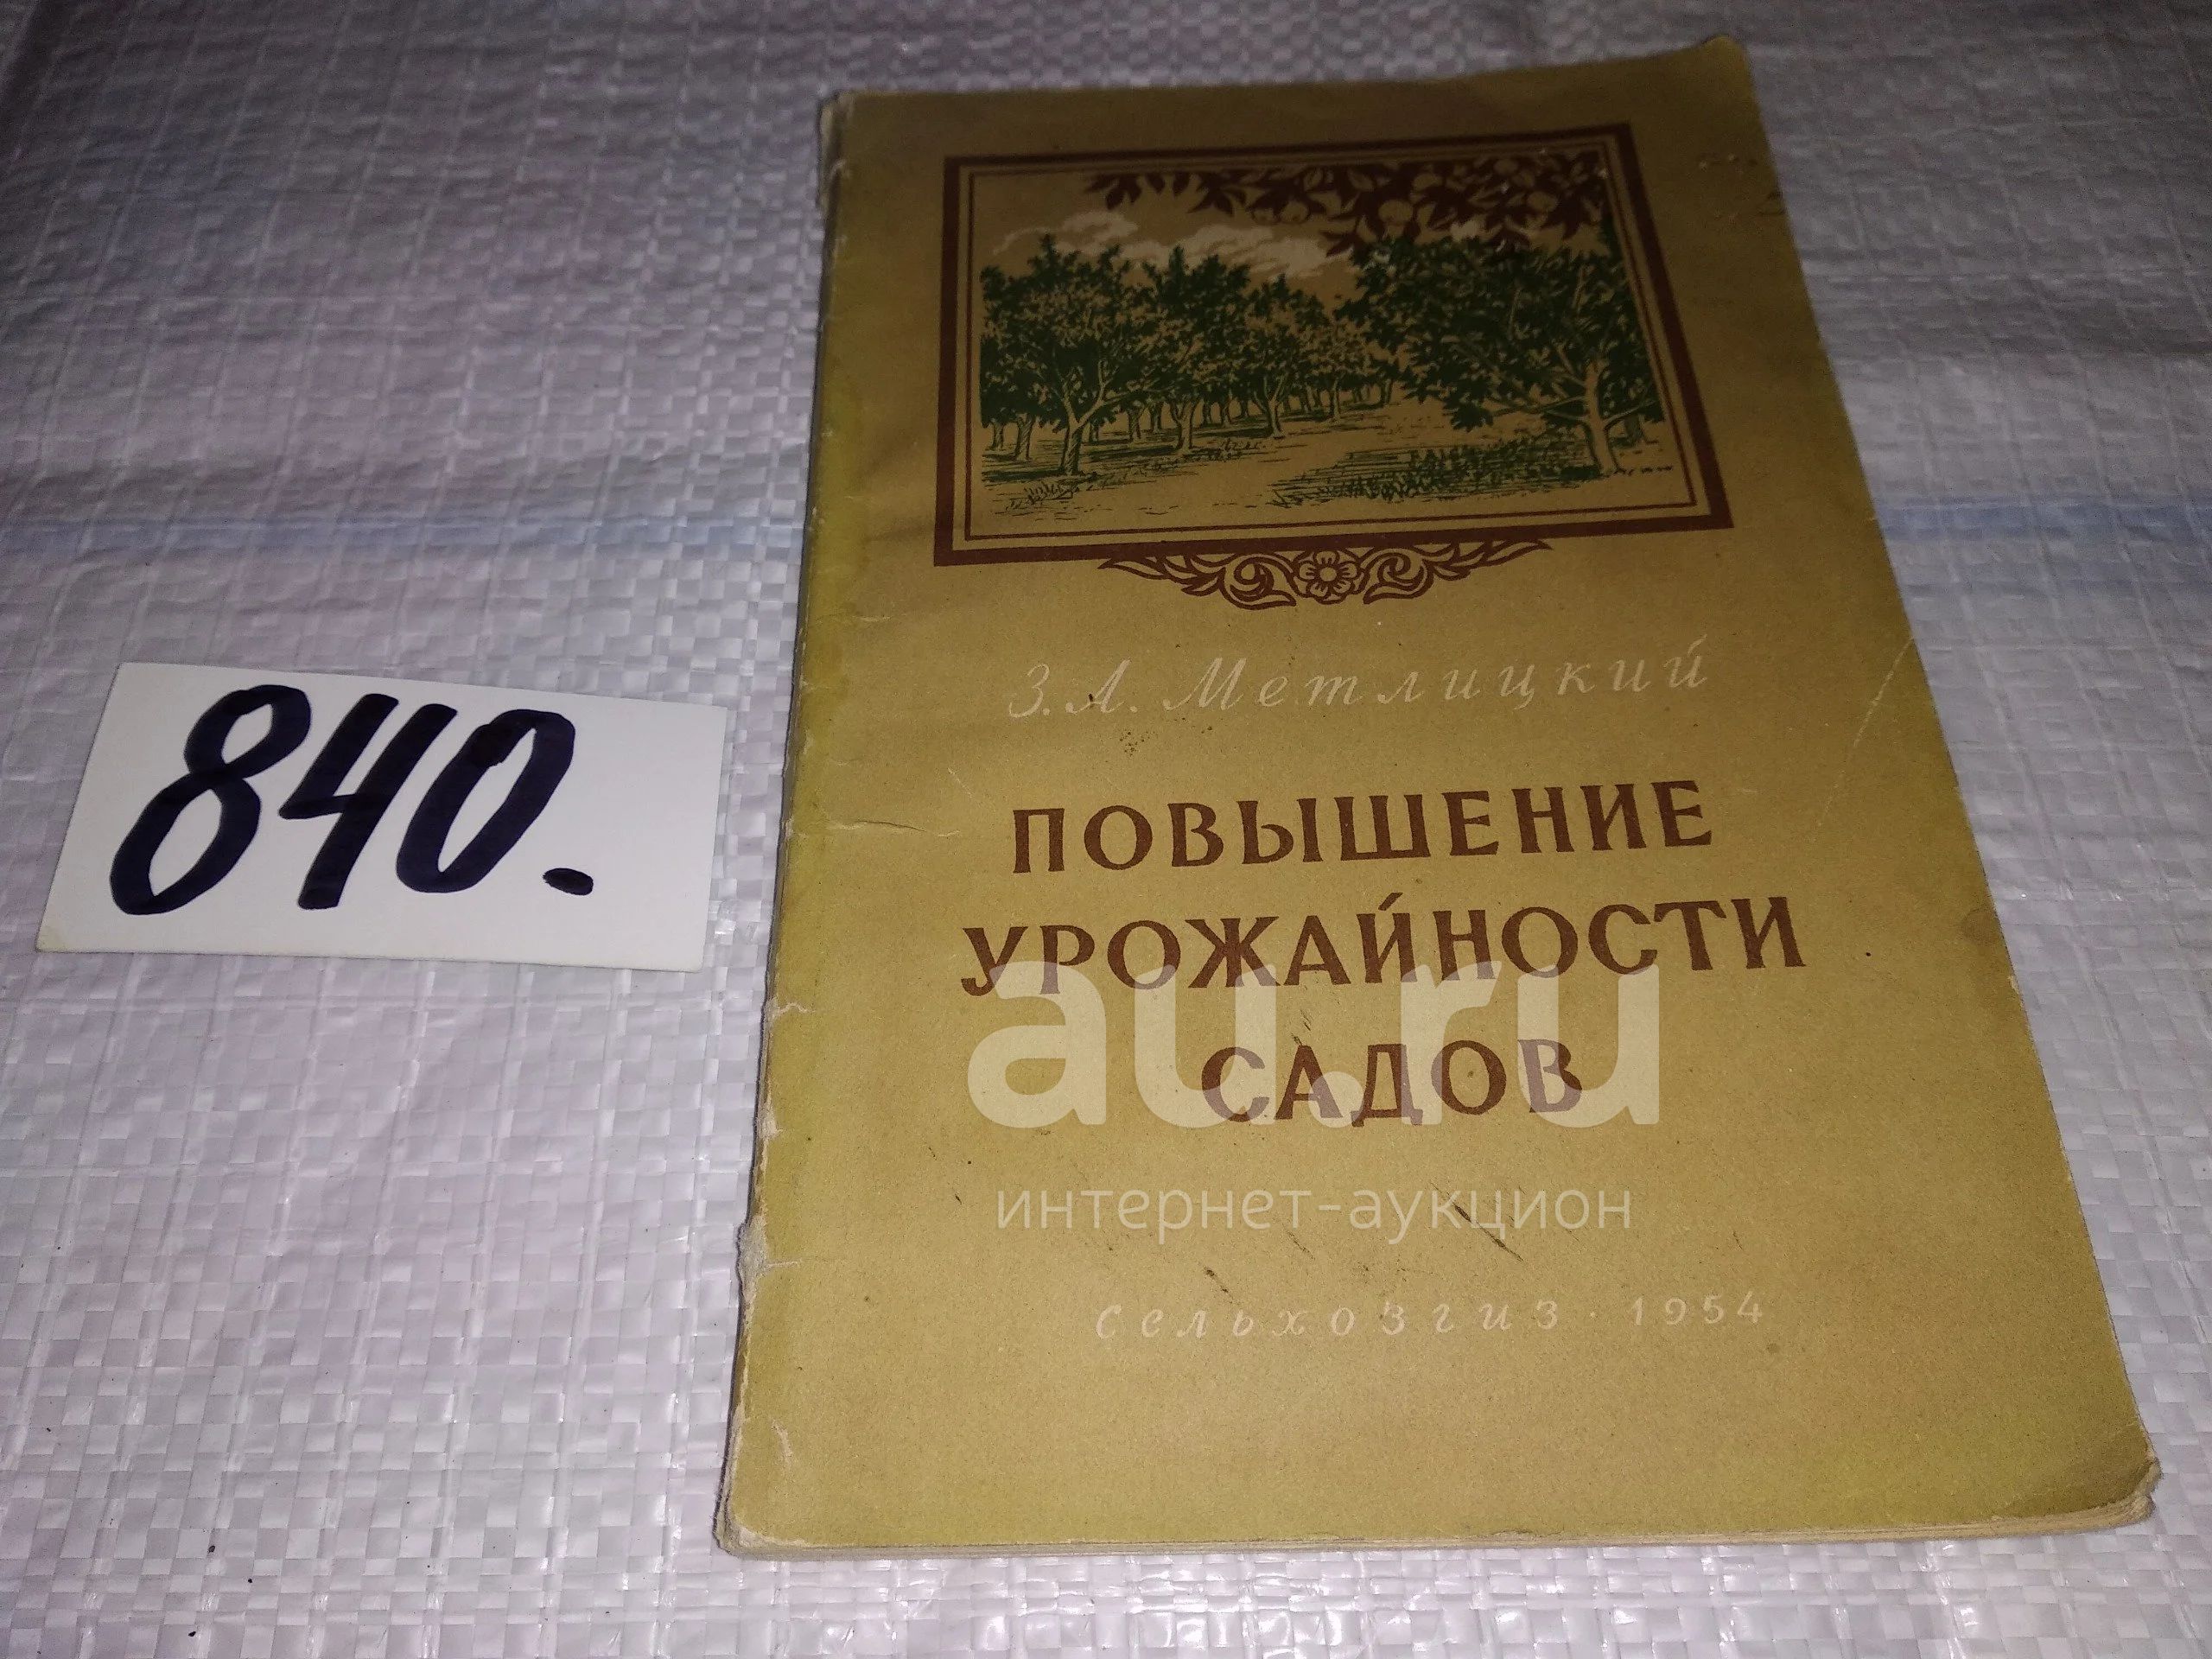 840.
З. А. Метлицкий
ПОВЫШЕНИЕ
УРОЖАЙНОСТИ
САДОВ
au.ru
интернет-аукцион
сельхозгиз · 1954